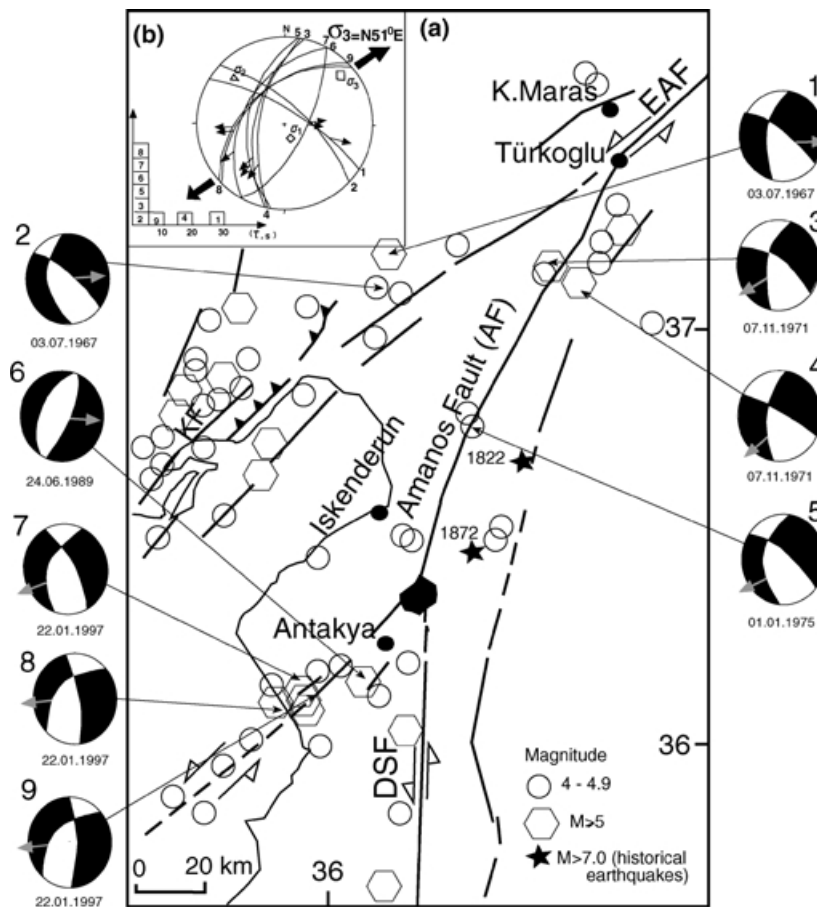 (b)
N
5
3
7
6
9
σ3=N51⁰E
σ2
σ3
σ1
8
4
2
1
8
7
6
5
3
2
9
4
1
10
20
30
(τ,s)
(a)
K.Maras
EAF
Türkoglu
1
03.07.1967
2
03.07.1967
3
07.11.1971
37
4
07.11.1971
6
24.06.1989
KF
Iskenderun
Amanos Fault (AF)
1822
1872
5
01.01.1975
7
22.01.1997
Antakya
8
22.01.1997
DSF
36
9
22.01.1997
Magnitude
4 - 4.9
M≥5
M>7.0 (historical
earthquakes)
0 20 km
36